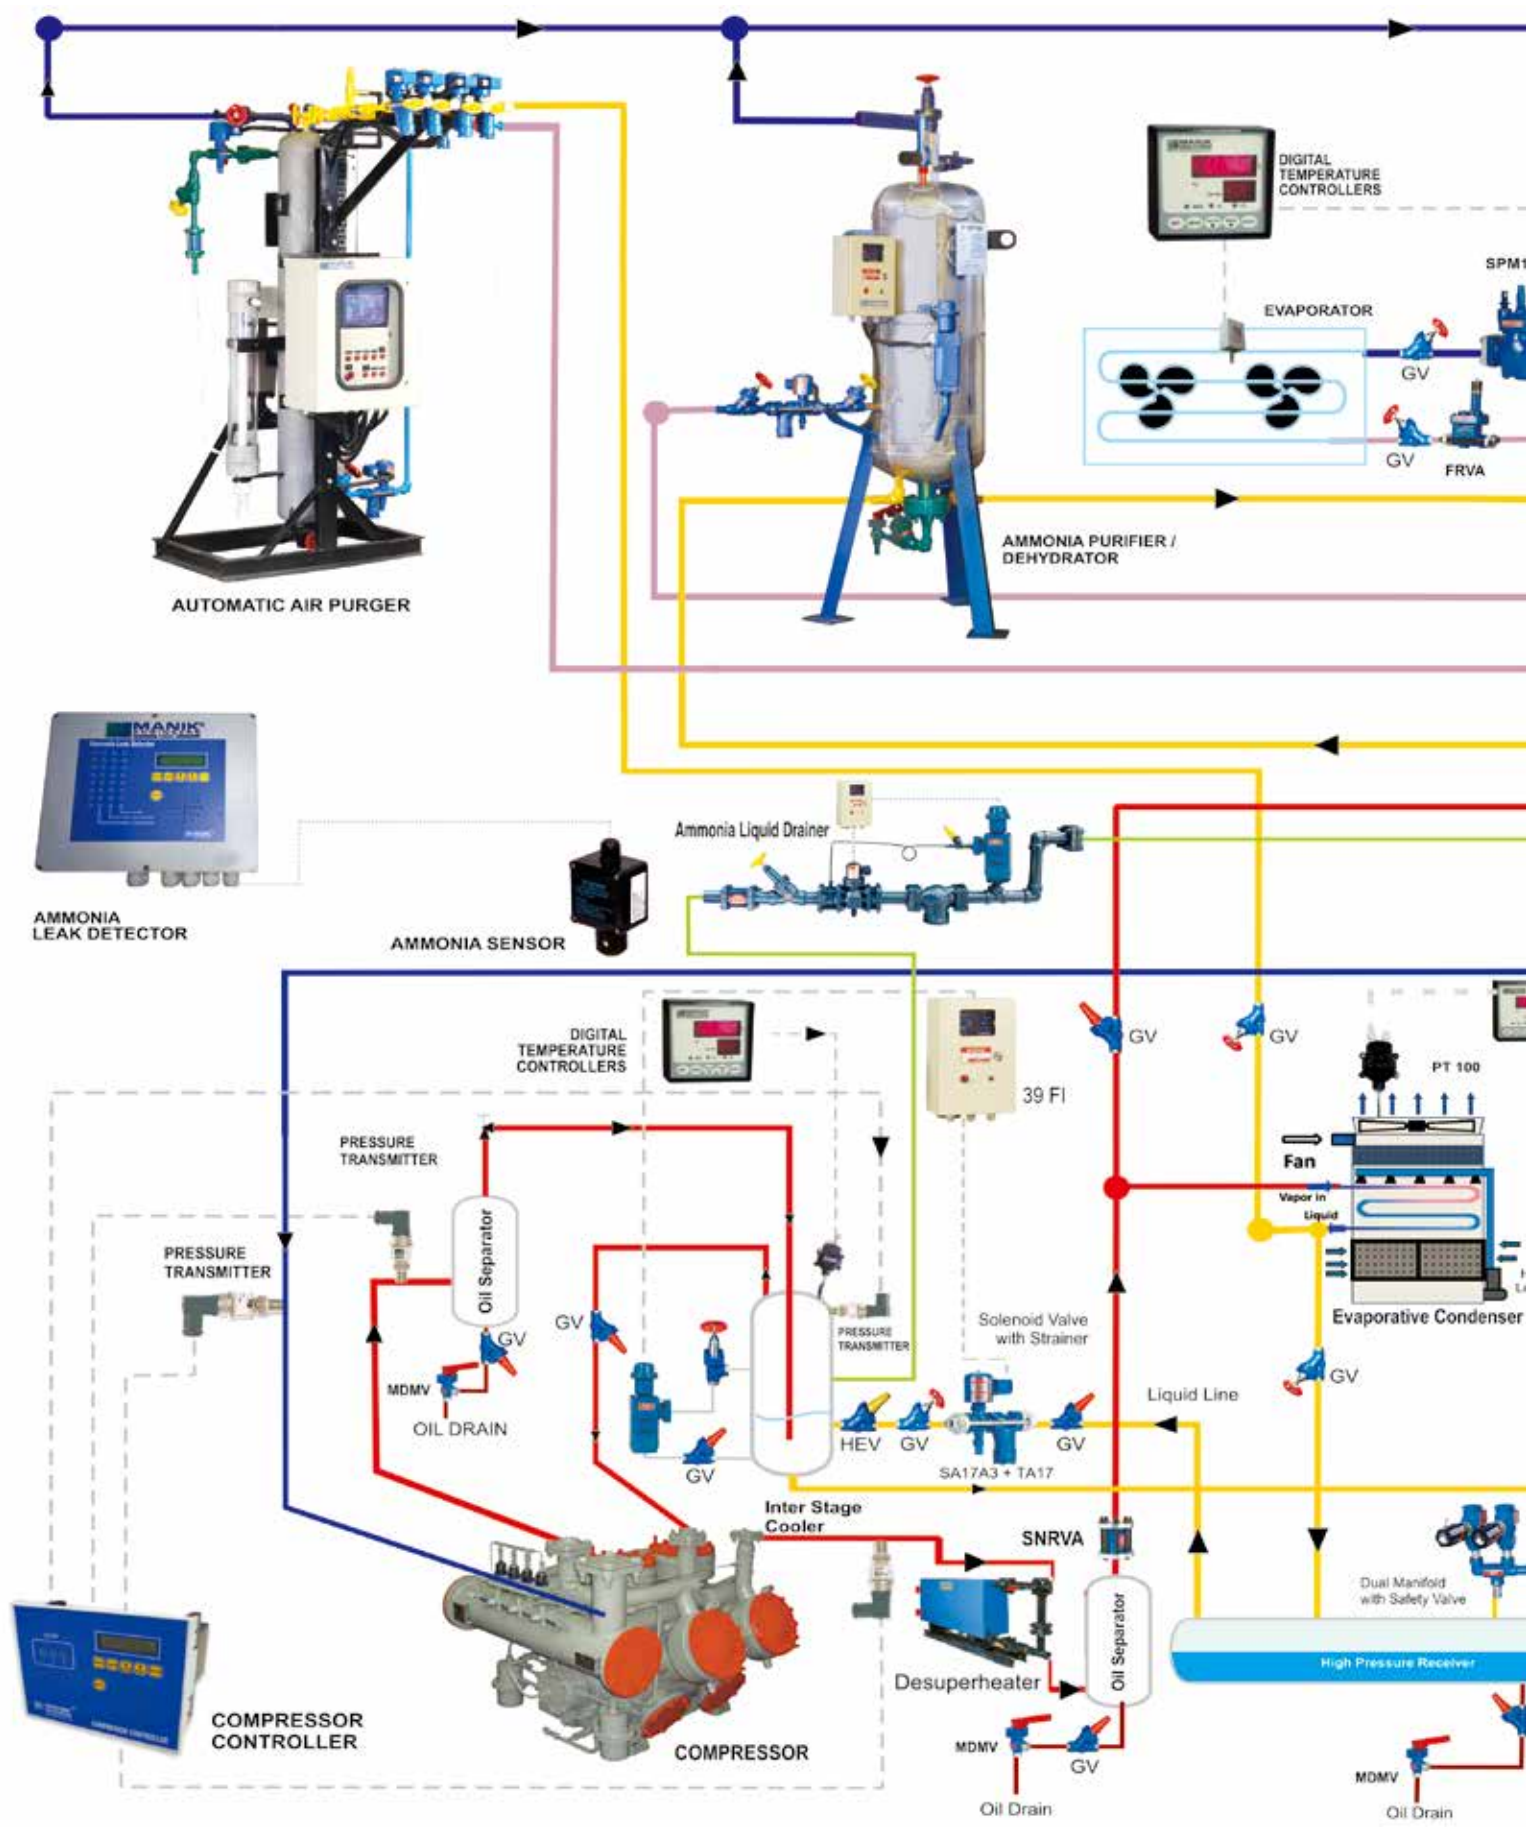 DIGITAL
TEMPERATURE
CONTROLLERS
SPM1
EVAPORATOR
GV
GV
FRVA
AMMONIA PURIFIER /
DEHYDRATOR
AUTOMATIC AIR PURGER
MANIK
Ammonia Liquid Drainer
AMMONIA
LEAK DETECTOR
AMMONIA SENSOR
DIGITAL
TEMPERATURE
CONTROLLERS
39 FI
GV
GV
PT 100
Fan
Vapor in
Liquid
Evaporative Condenser
PRESSURE
TRANSMITTER
PRESSURE
TRANSMITTER
Oil Separator
GV
MDMV
OIL DRAIN
GV
PRESSURE
TRANSMITTER
Solenoid Valve
with Strainer
GV
Liquid Line
HEV
GV
GV
GV
SA17A3 + TA17
Inter Stage
Cooler
SNRVA
Dual Manifold
with Safety Valve
High Pressure Receiver
Oil Separator
Desuperheater
COMPRESSOR
CONTROLLER
COMPRESSOR
MDMV
GV
Oil Drain
MDMV
Oil Drain